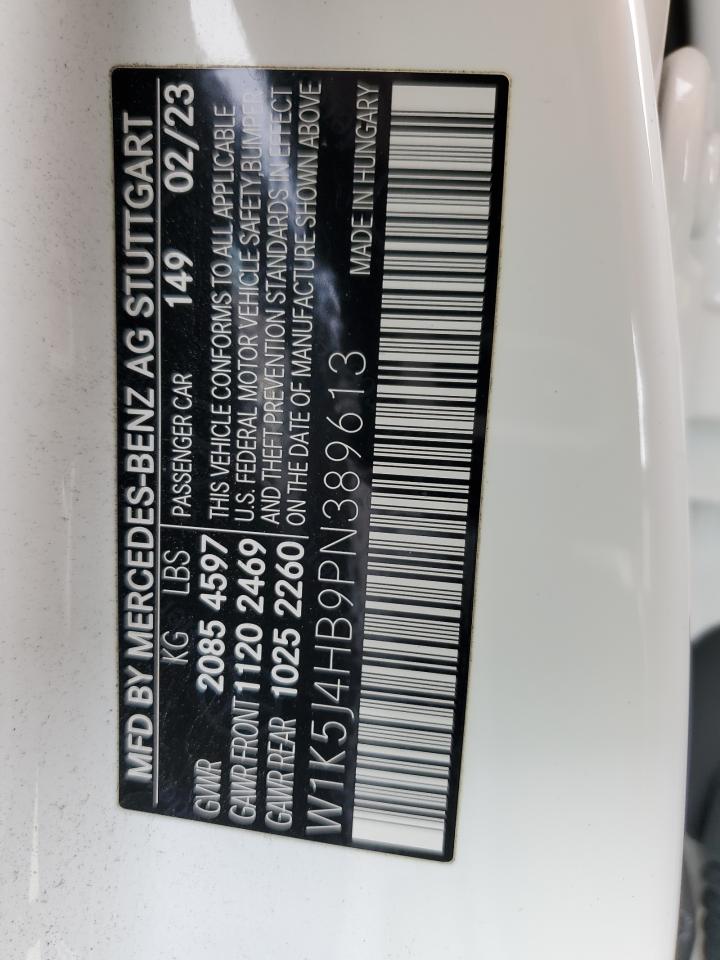 MFD BY MERCEDES-BENZ AG STUTTGART
KG LBS PASSENGER CAR 149 02/23
GVWR 2085 4597 THIS VEHICLE CONFORMS TO ALL APPLICABLE
U.S. FEDERAL MOTOR VEHICLE SAFETY,BUMPER,
GAWR FRONT 1120 2469 AND THEFT PREVENTION STANDARDS IN EFFECT
GAWR REAR 1025 2260 ON THE DATE OF MANUFACTURE SHOWN ABOVE
W1K5J4HB9PN389613 MADE IN HUNGARY